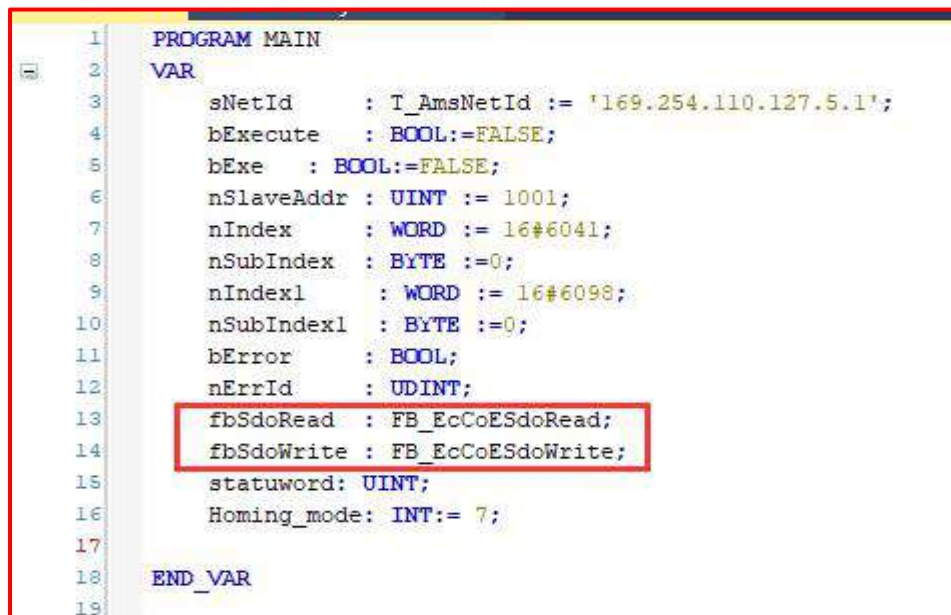 1 PROGRAM MAIN
2 VAR
3 sNetId : T_AmsNetId := '169.254.110.127.5.1';
4 bExecute : BOOL:=FALSE;
5 bExe : BOOL:=FALSE;
6 nSlaveAddr : UINT := 1001;
7 nIndex : WORD := 16#6041;
8 nSubIndex : BYTE :=0;
9 nIndex1 : WORD := 16#6098;
10 nSubIndex1 : BYTE :=0;
11 bError : BOOL;
12 nErrId : UDINT;
13 fbSdoRead : FB_EcCoESdoRead;
14 fbSdoWrite : FB_EcCoESdoWrite;
15 statuword: UINT;
16 Homing_mode: INT:= 7;
17
18 END_VAR
19